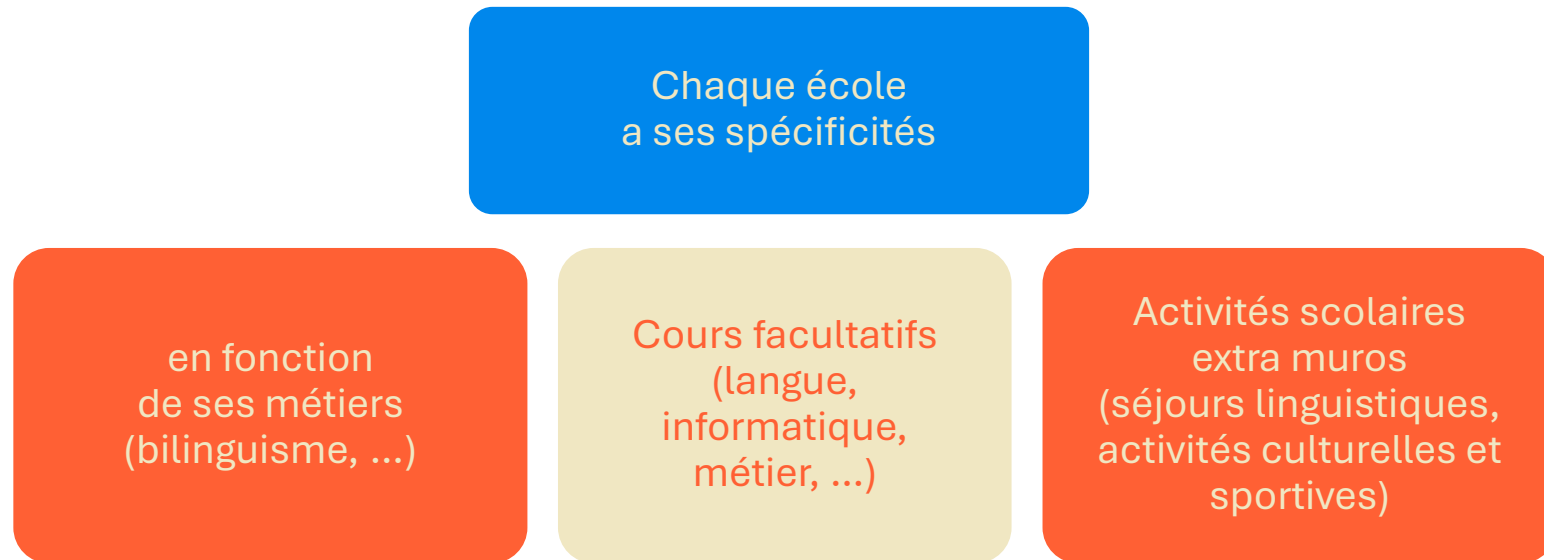 Chaque école
a ses spécificités
en fonction
de ses métiers
(bilinguisme, ...)
Cours facultatifs
(langue,
informatique,
métier, ...)
Activités scolaires
extra muros
(séjours linguistiques,
activités culturelles et
sportives)